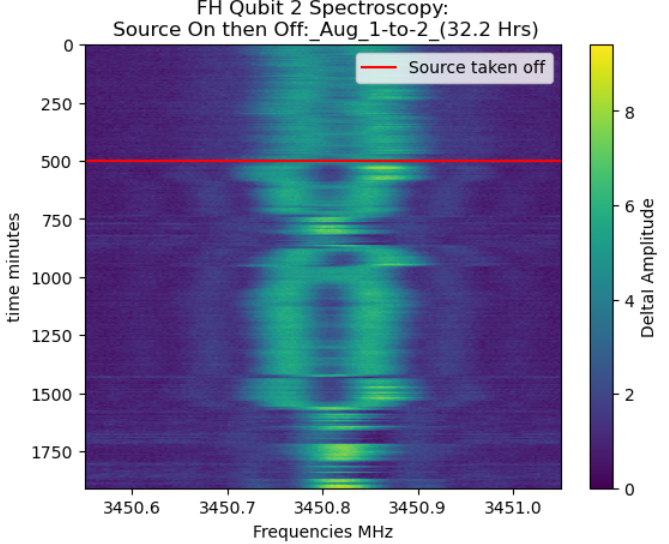 FH Qubit 2 Spectroscopy:
Source On then Off:_Aug_1-to-2_(32.2 Hrs)
Source taken off
0
250
500
750
1000
1250
1500
1750
time minutes
3450.6 3450.7 3450.8 3450.9 3451.0
Frequencies MHz
8
6
4
2
0
Deltal Amplitude